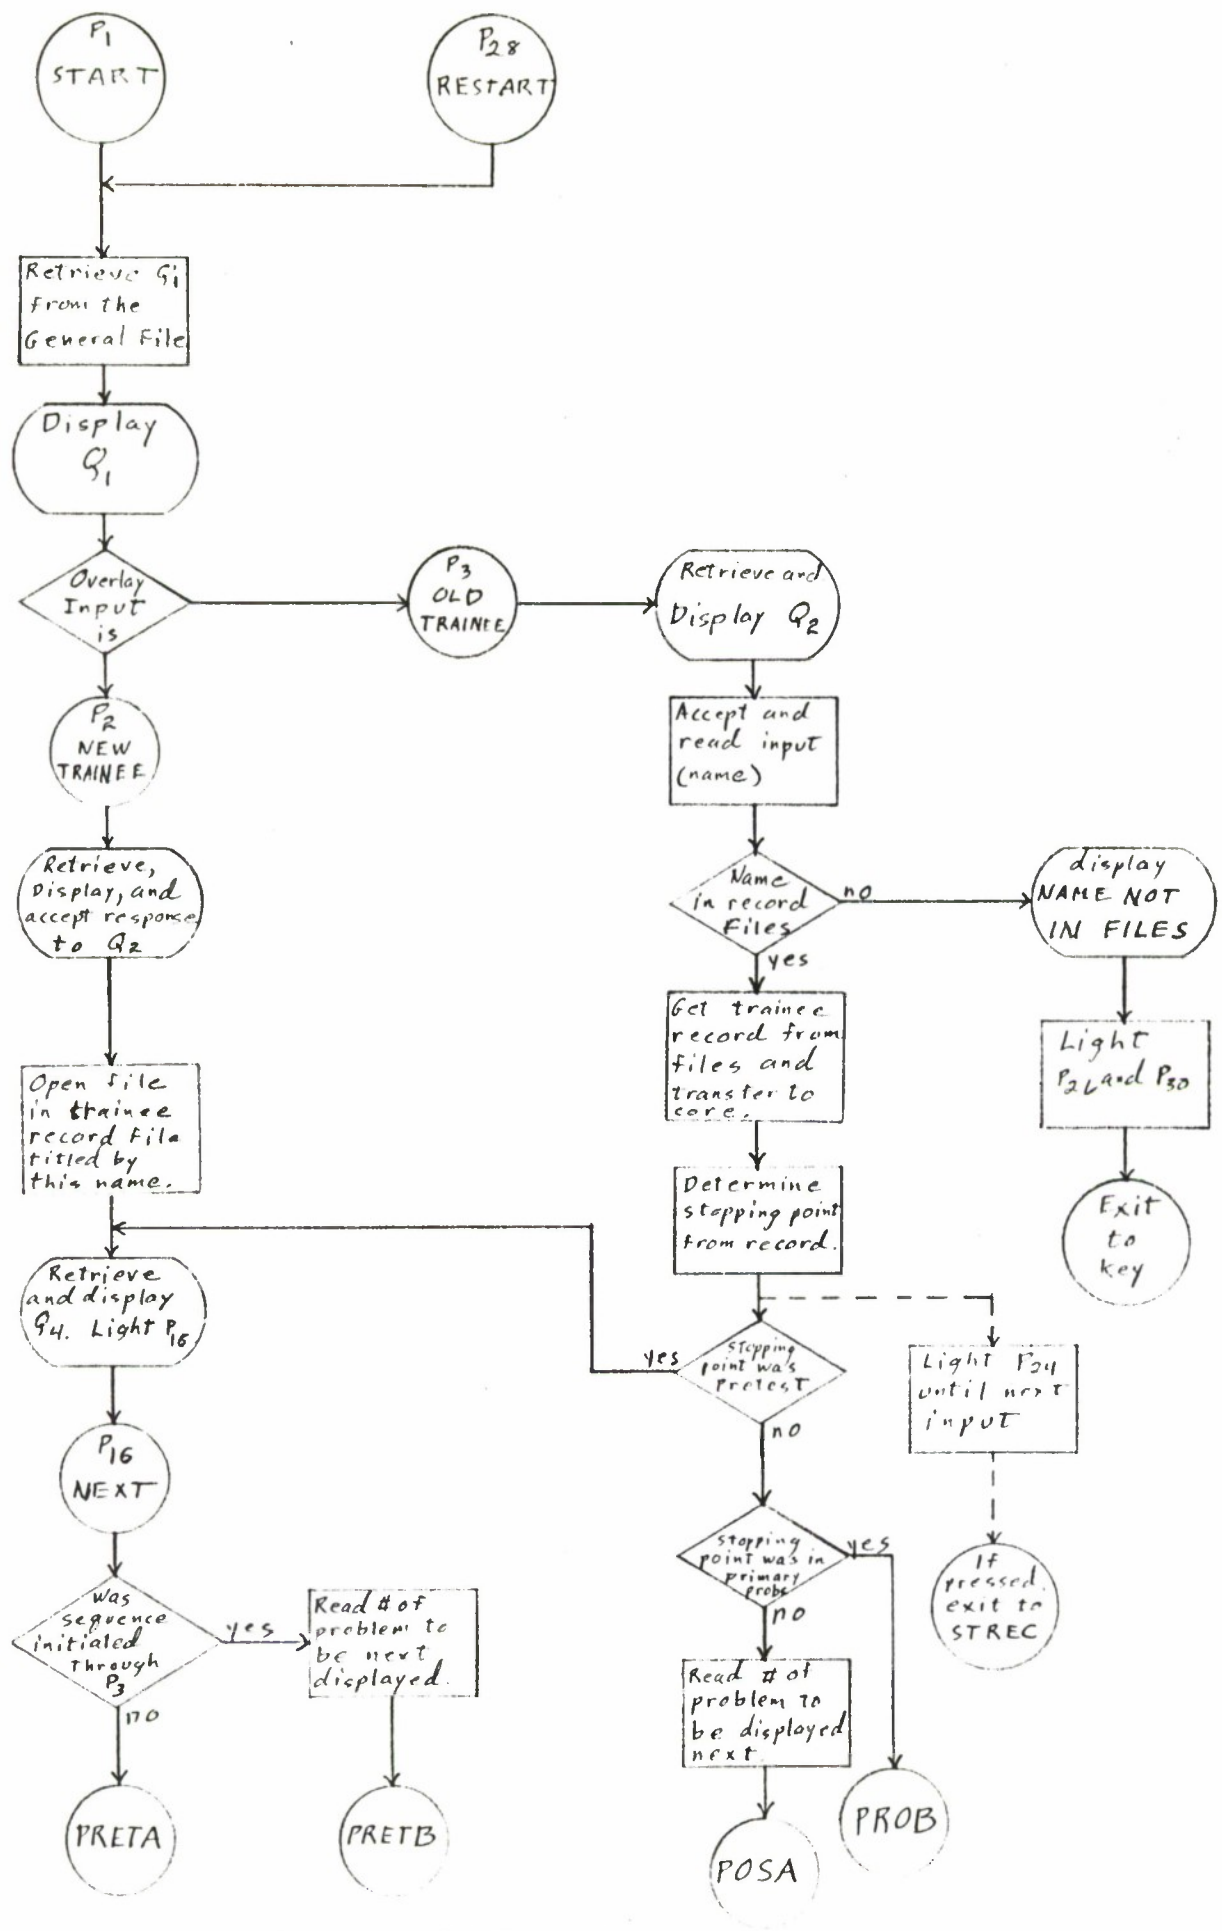 P1
START
P28
RESTART
Retrieve Q1
from the
General File
Display
Q1
Overlay
Input
is
P3
OLD
TRAINEE
Retrieve and
Display Q2
P2
NEW
TRAINEE
Accept and
read input
(name)
Retrieve,
Display, and
accept response
to Q2
Name
in record
Files
no
yes
display
NAME NOT
IN FILES
Get trainee
record from
files and
transfer to
core.
Light
and P30
Exit
to
key
Open file
in trainee
record file
titled by
this name.
Determine
stopping point
from record.
Retrieve
and display
Q4. Light P16
Stopping
point was
Pretest
yes
no
Light P24
until next
input
If
pressed,
exit to
STREC
P16
NEXT
Stopping
point was in
primary
probs
yes
no
was
sequence
initiated
through
P3
yes
no
Read # of
problem to
be next
displayed.
Read # of
problem to
be displayed
next
PRETA
PRETB
POSA
PROB